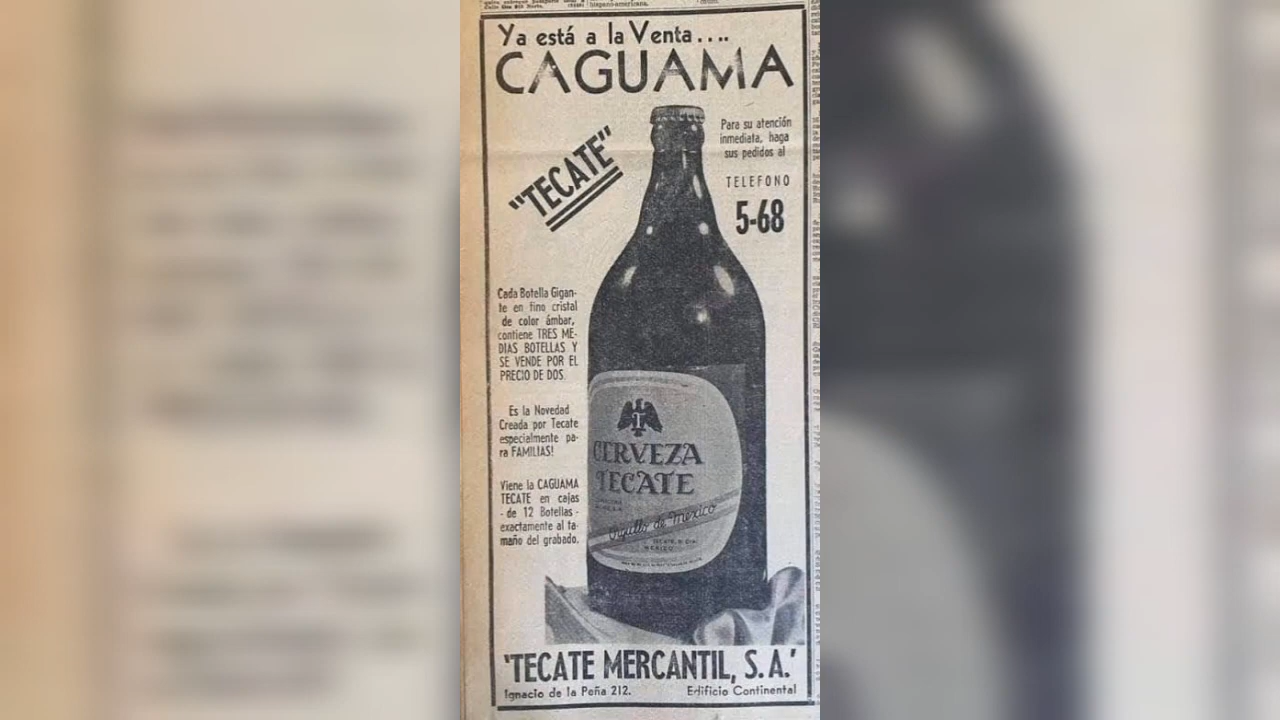 hispano-americana.
Ya está a la Venta....
CAGUAMA
"TECATE"
Para su atención
inmediata, haga
sus pedidos al
TELEFONO
5-68
Cada Botella Gigan-
te en fino cristal
de color ámbar,
contiene TRES ME-
DIAS BOTELLAS Y
SE VENDE POR EL
PRECIO DE DOS.
Es la Novedad
Creada por Tecate
especialmente pa-
ra FAMILIAS!
Viene la CAGUAMA
TECATE en cajas
- de 12 Botellas -
exactamente al ta-
maño del grabado.
T
CERVEZA
TECATE
Orgullo de Mexico
MEXICO
'TECATE MERCANTIL, S.A.'
Ignacio de la Peña 212. Edificio Continental